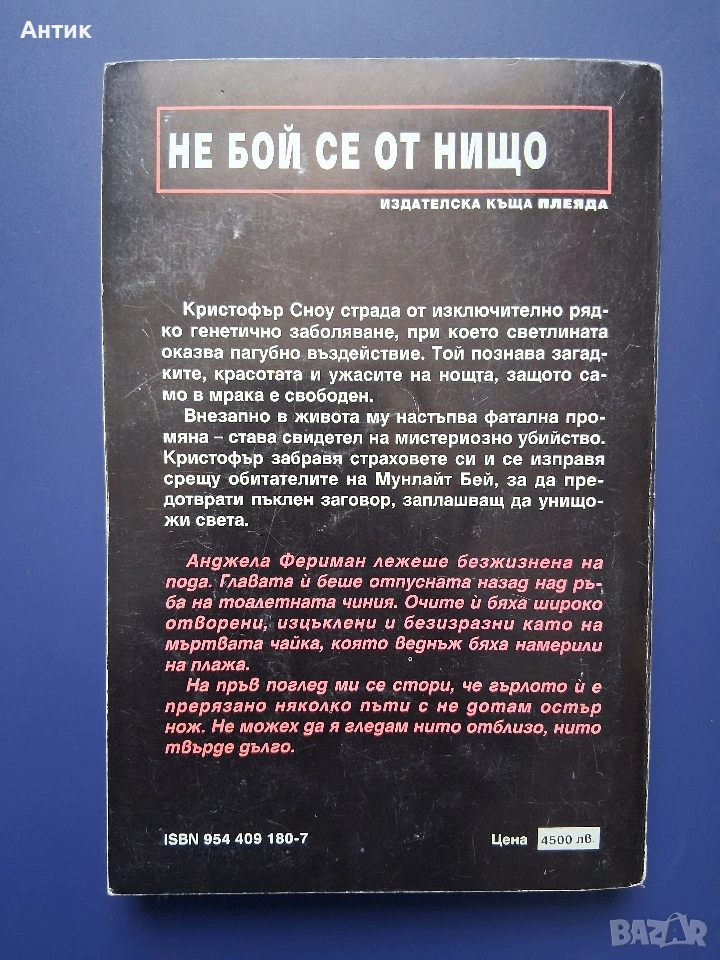 Антик
НЕ БОЙ СЕ ОТ НИЩО
ИЗДАТЕЛСКА КЪЩА ПЛЕЯДА
Кристофър Сноу страда от изключително ряд-
ко генетично заболяване, при което светлината
оказва пагубно въздействие. Той познава загад-
ките, красотата и ужасите на нощта, защото са-
мо в мрака е свободен.
Внезапно в живота му настъпва фатална про-
мяна – става свидетел на мистериозно убийство.
Кристофър забравя страховете си и се изправя
срещу обитателите на Мунлайт Бей, за да пре-
дотврати пъклен заговор, заплашващ да унищо-
жи света.
Анджела Фериман лежеше безжизнена на
пода. Главата ѝ беше отпусната назад над ръ-
ба на тоалетната чиния. Очите ѝ бяха широко
отворени, изцъклени и безизразни като на
мъртвата чайка, която веднъж бяха намерили
на плажа.
На пръв поглед ми се стори, че гърлото ѝ е
прерязано няколко пъти с не дотам остър
нож. Не можех да я гледам нито отблизо, нито
твърде дълго.
ISBN 954 409 180-7
Цена 4500 лв.
BAZAR